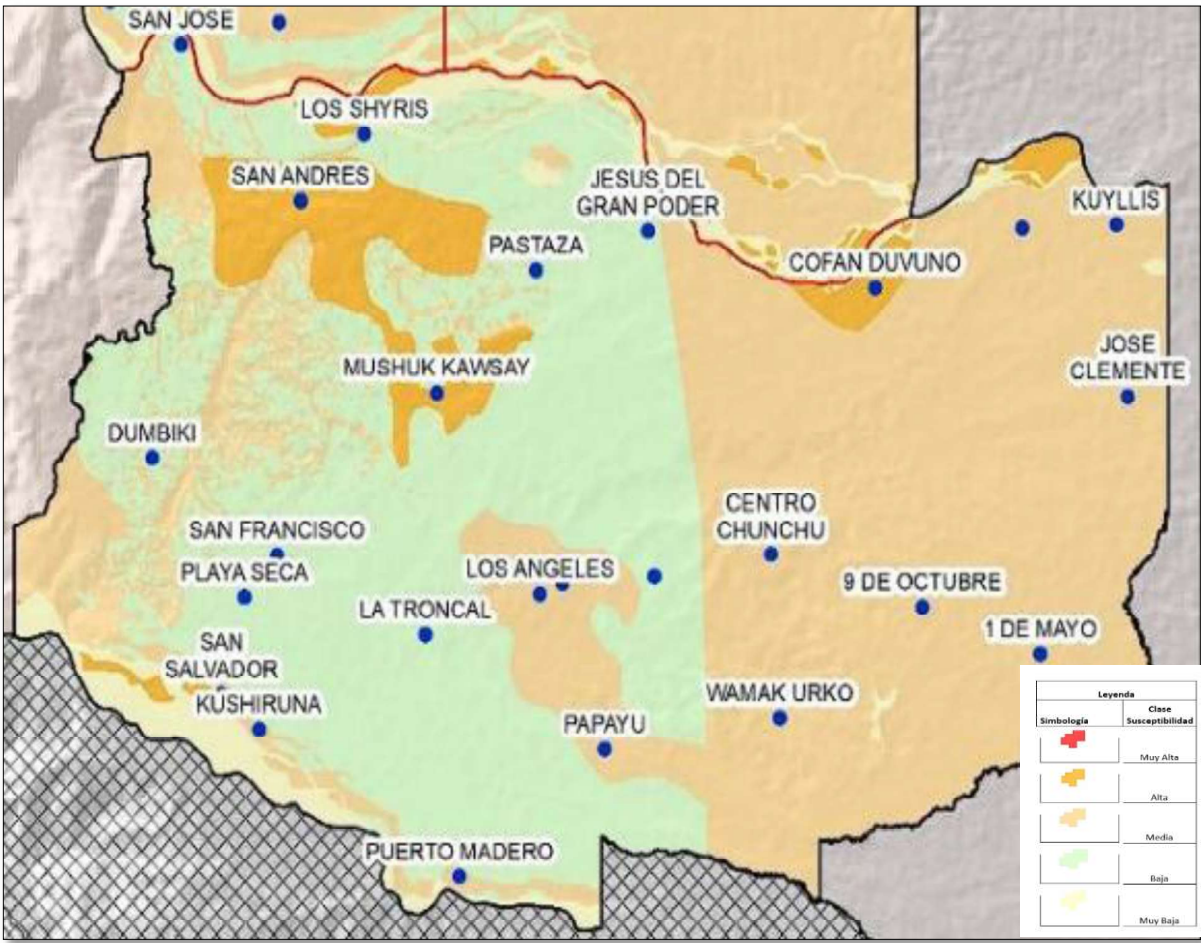 SAN JOSE
LOS SHYRIS
SAN ANDRES
JESUS DEL
GRAN PODER
KUYLLIS
PASTAZA
COFAN DUVUNO
JOSE
CLEMENTE
MUSHUK KAWSAY
DUMBIKI
CENTRO
CHUNCHU
SAN FRANCISCO
PLAYA SECA
LOS ANGELES
9 DE OCTUBRE
LA TRONCAL
1 DE MAYO
SAN
SALVADOR
KUSHIRUNA
WAMAK URKO
PAPAYU
PUERTO MADERO
Leyenda
Simbología
Clase
Susceptibilidad
Muy Alta
Alta
Media
Baja
Muy Baja